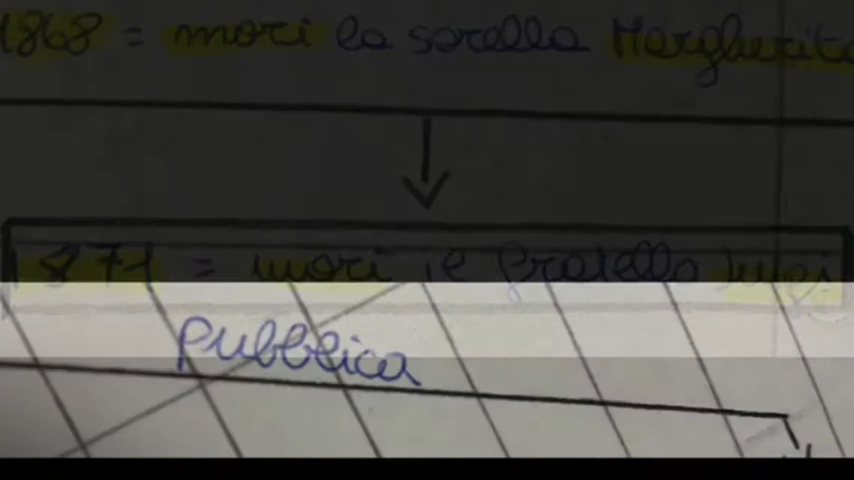 1868 = morì la sorella Margherita
1871 = morì il fratello Luigi
Pubblica